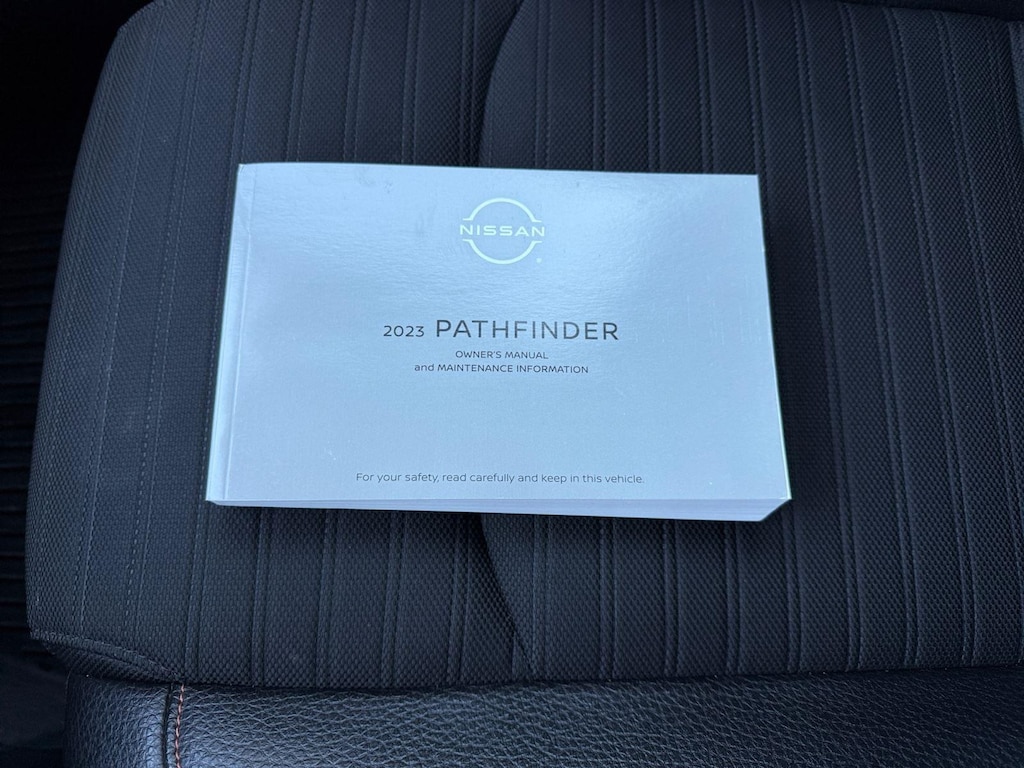 NISSAN
2023 PATHFINDER
OWNER'S MANUAL
and MAINTENANCE INFORMATION
For your safety, read carefully and keep in this vehicle.